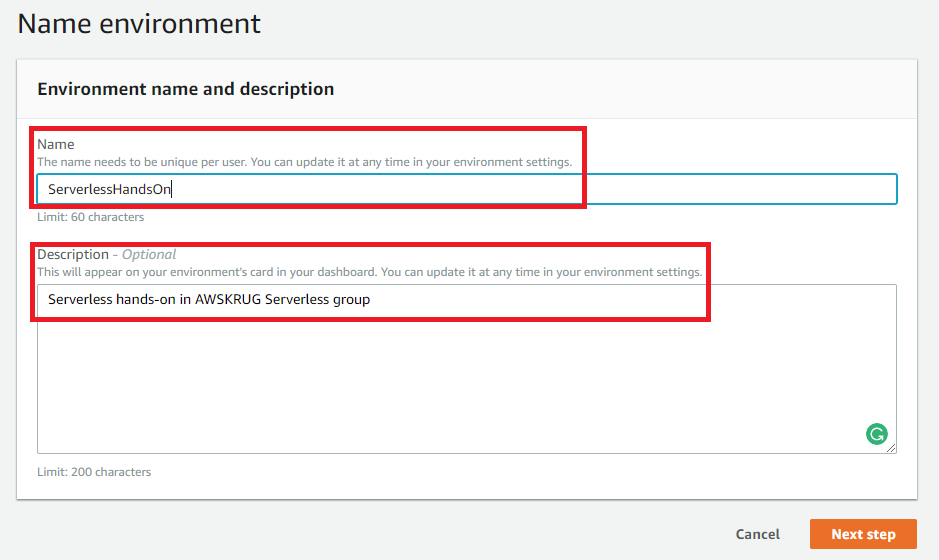 Name environment
Environment name and description
Name
The name needs to be unique per user. You can update it at any time in your environment settings.
ServerlessHandsOn
Limit: 60 characters
Description - Optional
This will appear on your environment's card in your dashboard. You can update it at any time in your environment settings.
Serverless hands-on in AWSKRUG Serverless group
Limit: 200 characters
Cancel Next step